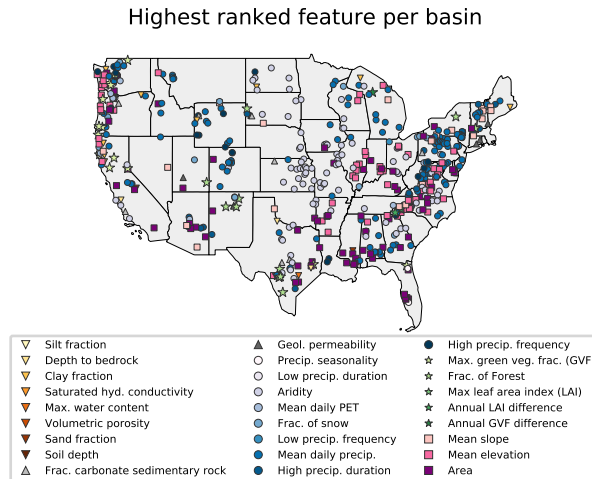 Highest ranked feature per basin
Silt fraction
Depth to bedrock
Clay fraction
Saturated hyd. conductivity
Max. water content
Volumetric porosity
Sand fraction
Soil depth
Frac. carbonate sedimentary rock
Geol. permeability
Precip. seasonality
Low precip. duration
Aridity
Mean daily PET
Frac. of snow
Low precip. frequency
Mean daily precip.
High precip. duration
High precip. frequency
Max. green veg. frac. (GVF
Frac. of Forest
Max leaf area index (LAI)
Annual LAI difference
Annual GVF difference
Mean slope
Mean elevation
Area